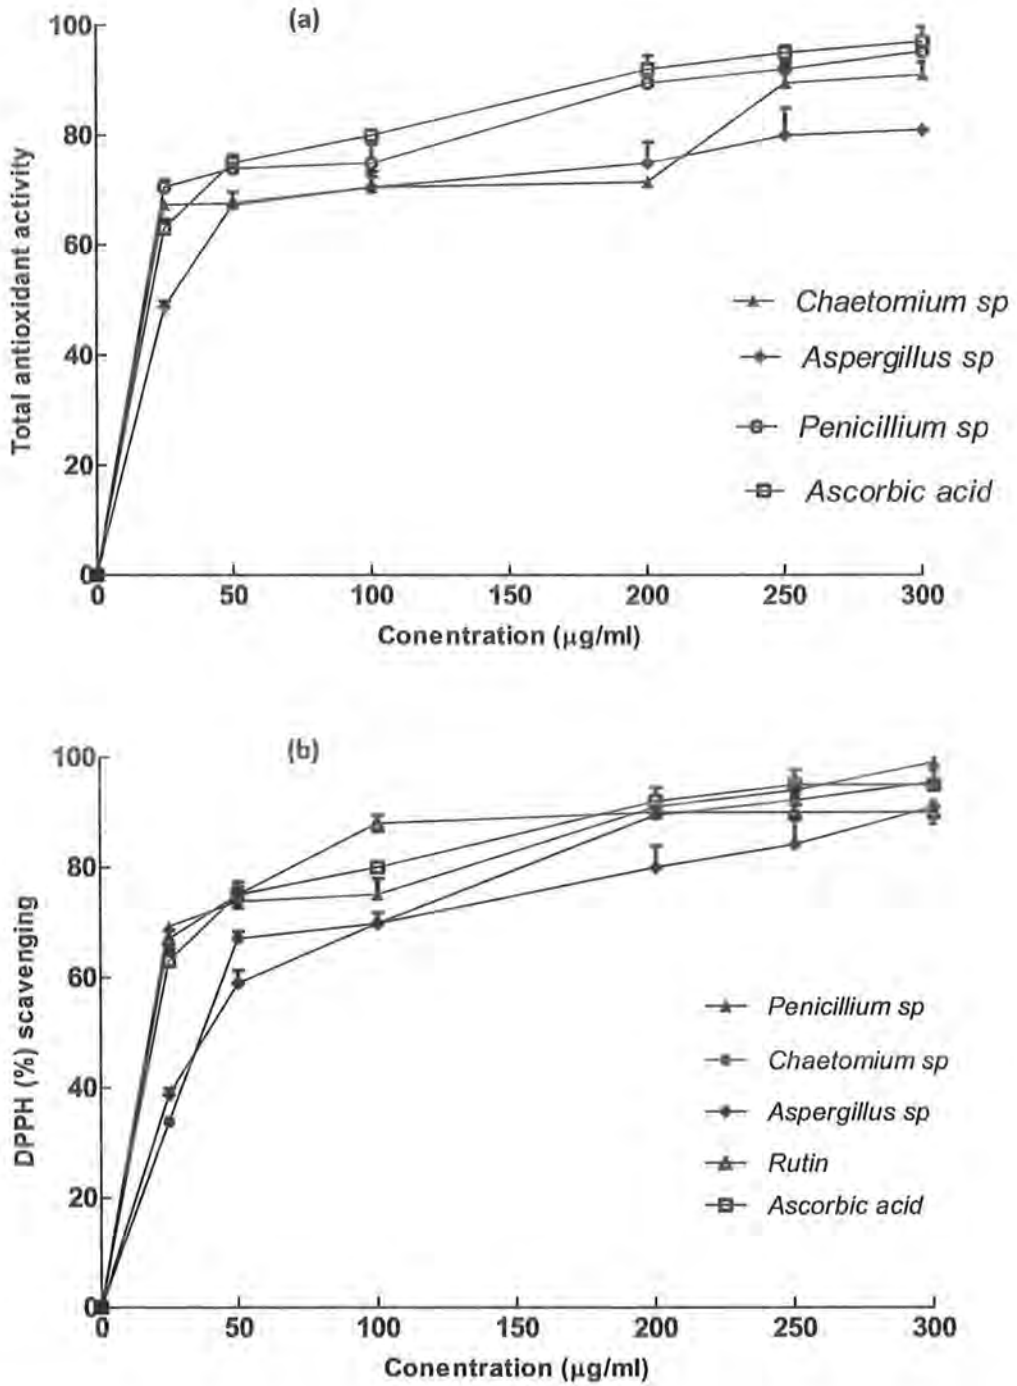 (a)
100
80
60
40
20
0
Total antioxidant activity
Chaetomium sp
Aspergillus sp
Penicillium sp
Ascorbic acid
0 50 100 150 200 250 300
Conentration (μg/ml)
(b)
100
80
60
40
20
0
DPPH (%) scavenging
Penicillium sp
Chaetomium sp
Aspergillus sp
Rutin
Ascorbic acid
0 50 100 150 200 250 300
Conentration (μg/ml)